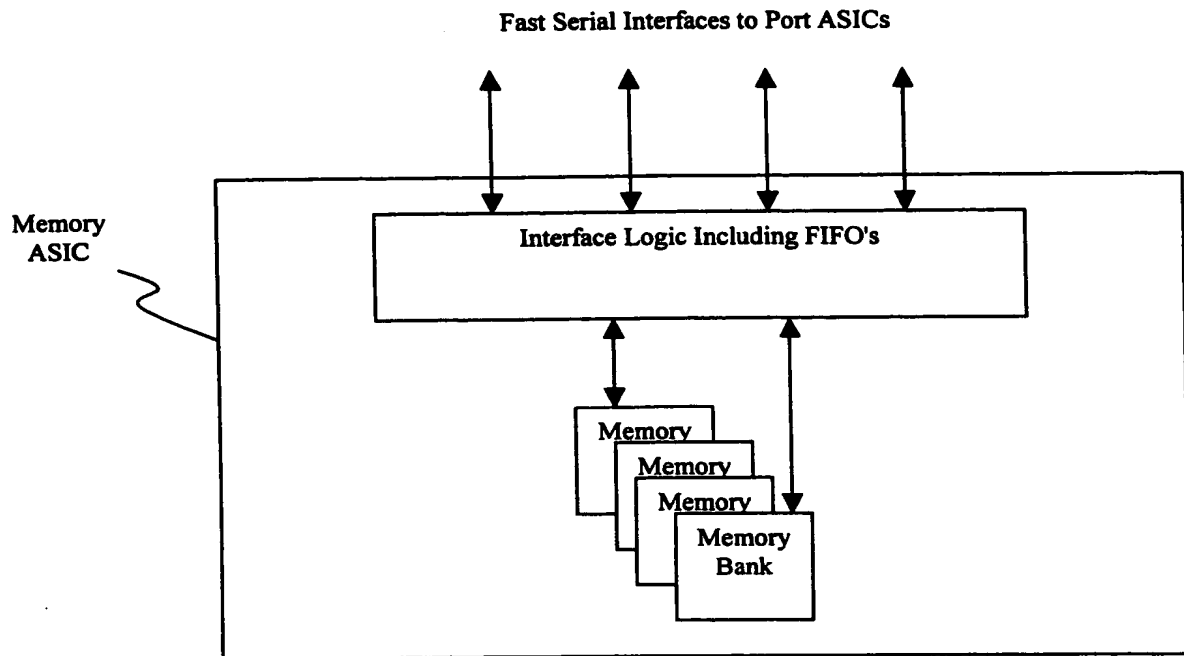 Fast Serial Interfaces to Port ASICs
Memory
ASIC
Interface Logic Including FIFO's
Memory
Memory
Memory
Memory
Bank